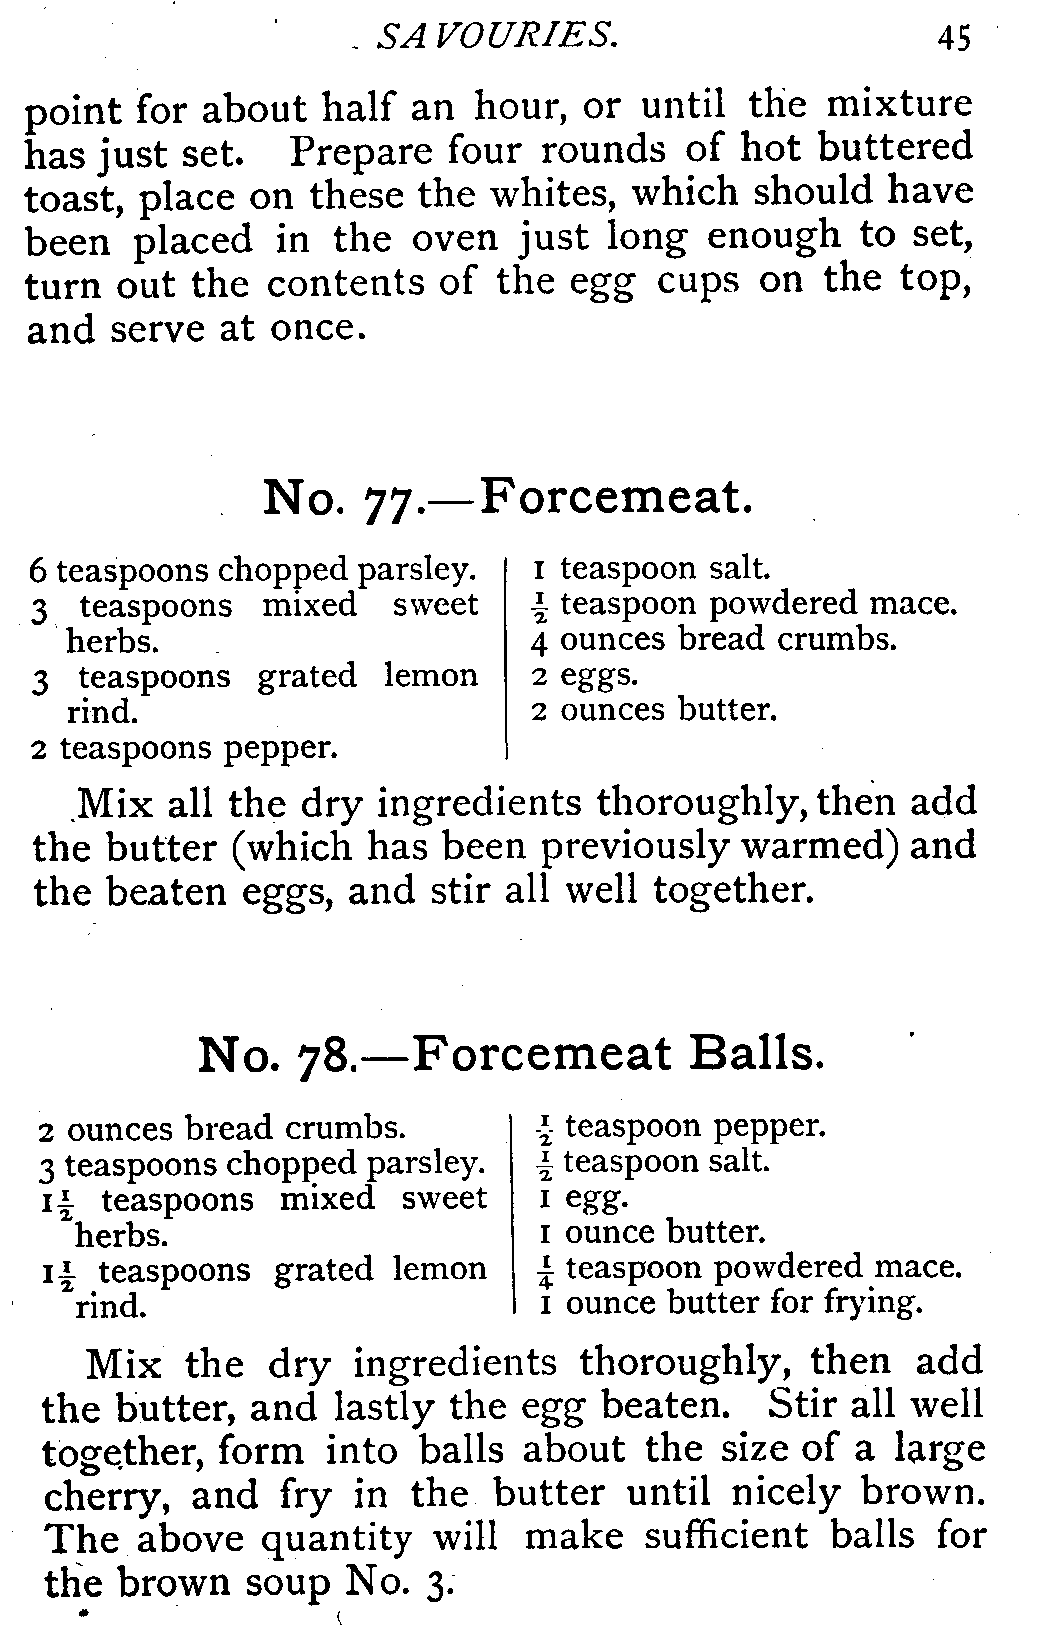 SAVOURIES. 45
point for about half an hour, or until the mixture
has just set. Prepare four rounds of hot buttered
toast, place on these the whites, which should have
been placed in the oven just long enough to set,
turn out the contents of the egg cups on the top,
and serve at once.
No. 77.—Forcemeat.
6 teaspoons chopped parsley.
3 teaspoons mixed sweet
herbs.
3 teaspoons grated lemon
rind.
2 teaspoons pepper.
1 teaspoon salt.
½ teaspoon powdered mace.
4 ounces bread crumbs.
2 eggs.
2 ounces butter.
Mix all the dry ingredients thoroughly, then add
the butter (which has been previously warmed) and
the beaten eggs, and stir all well together.
No. 78.—Forcemeat Balls.
2 ounces bread crumbs.
3 teaspoons chopped parsley.
1½ teaspoons mixed sweet
herbs.
1½ teaspoons grated lemon
rind.
½ teaspoon pepper.
½ teaspoon salt.
1 egg.
1 ounce butter.
¼ teaspoon powdered mace.
1 ounce butter for frying.
Mix the dry ingredients thoroughly, then add
the butter, and lastly the egg beaten. Stir all well
together, form into balls about the size of a large
cherry, and fry in the butter until nicely brown.
The above quantity will make sufficient balls for
the brown soup No. 3.